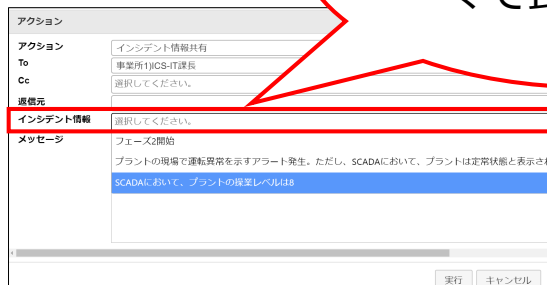 くて良
アクション
アクション インシデント情報共有
To 事業所1)ICS-IT課長
Cc 選択してください。
返信元
インシデント情報 選択してください。
メッセージ フェーズ2開始
プラントの現場で運転異常を示すアラート発生。ただし、SCADAにおいて、プラントは定常状態と表示され
SCADAにおいて、プラントの操業レベルは8
実行 キャンセル